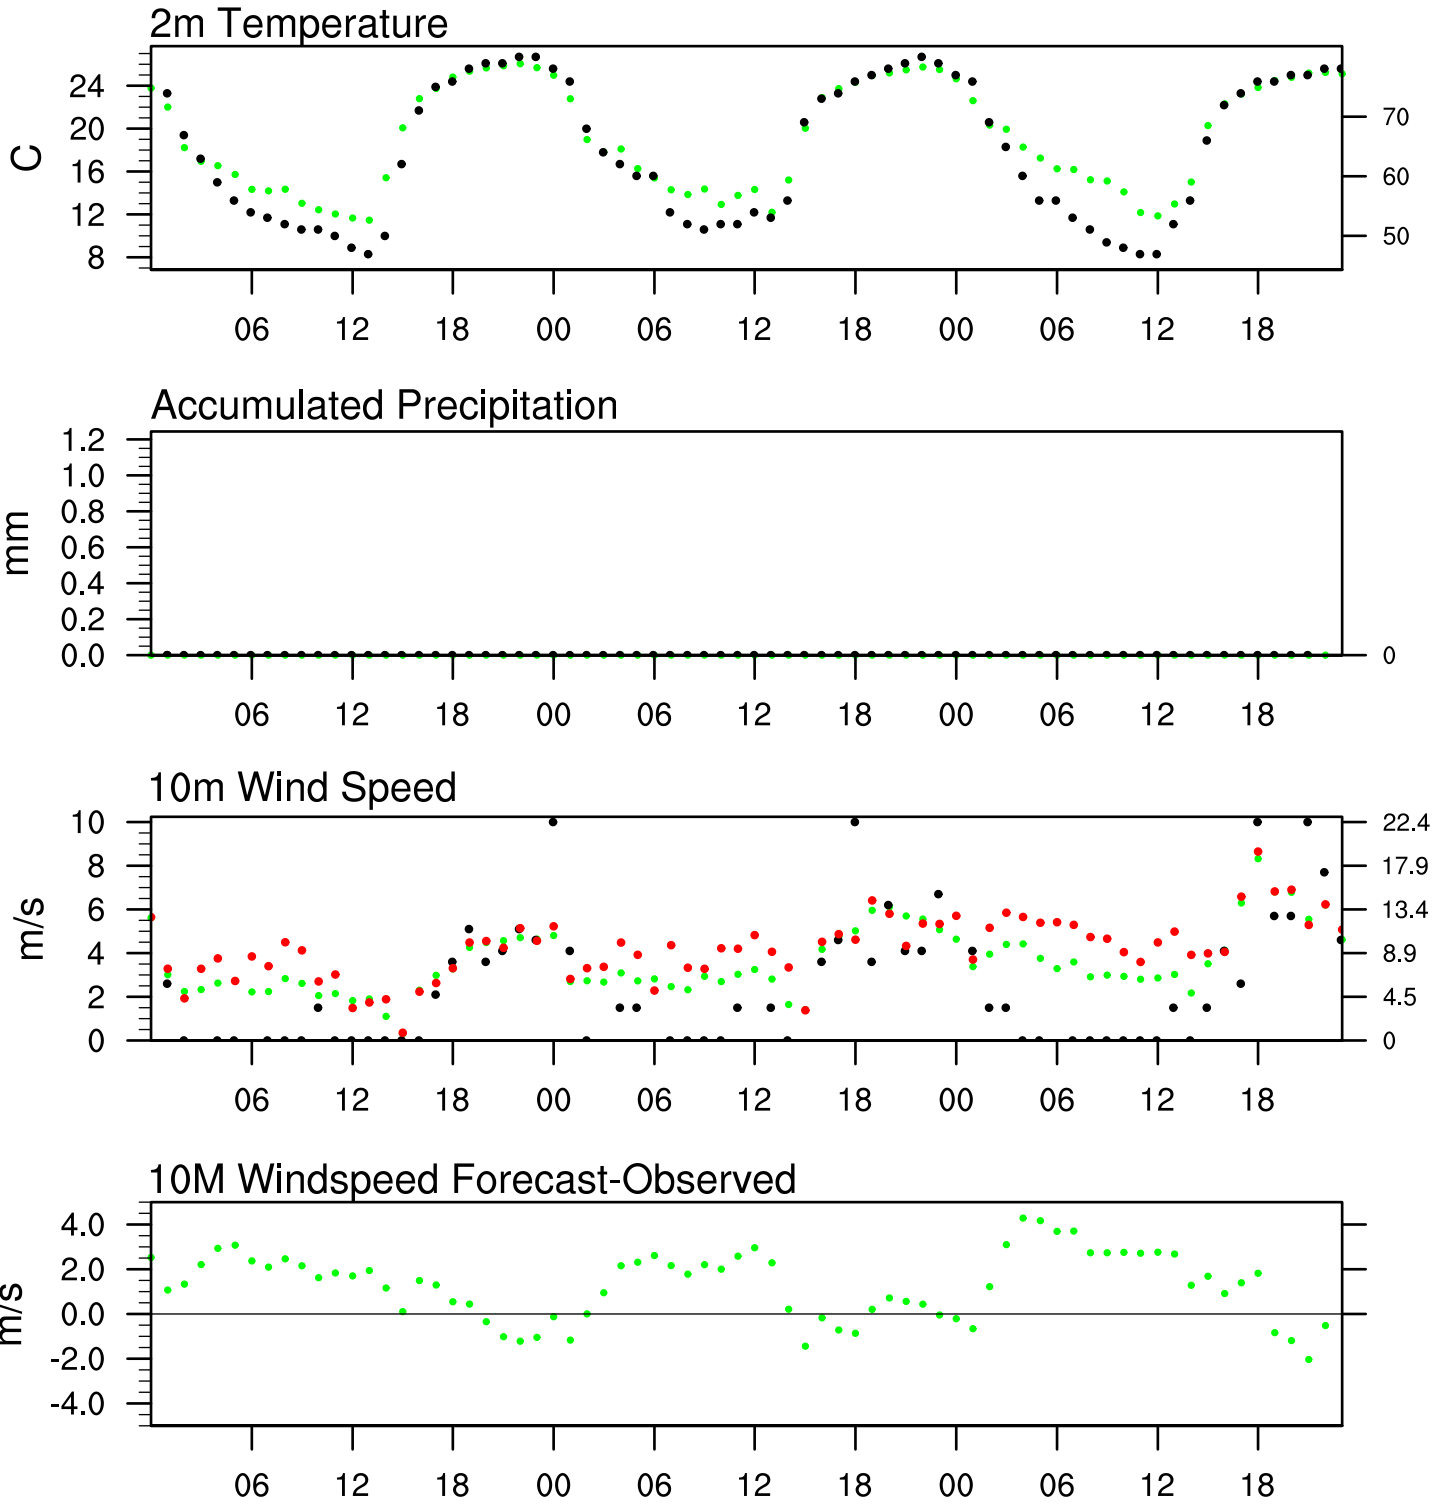 2m Temperature
C
24
20
16
12
8
70
60
50
06 12 18 00 06 12 18 00 06 12 18
Accumulated Precipitation
mm
1.2
1.0
0.8
0.6
0.4
0.2
0.0
0
06 12 18 00 06 12 18 00 06 12 18
10m Wind Speed
m/s
10
8
6
4
2
0
22.4
17.9
13.4
8.9
4.5
0
06 12 18 00 06 12 18 00 06 12 18
10M Windspeed Forecast-Observed
m/s
4.0
2.0
0.0
-2.0
-4.0
06 12 18 00 06 12 18 00 06 12 18